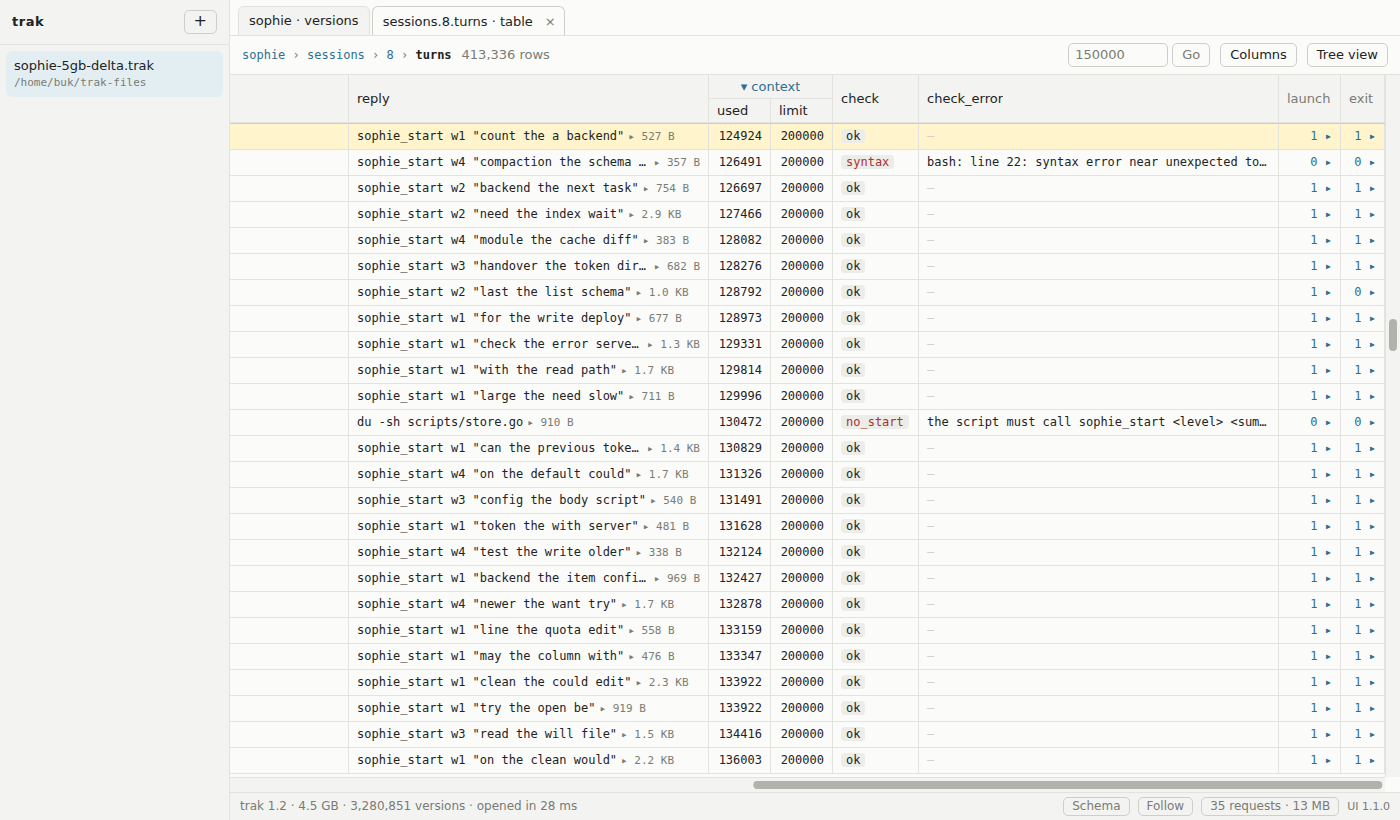 trak
+
sophie · versions
sessions.8.turns · table ×
sophie-5gb-delta.trak
/home/buk/trak-files
sophie › sessions › 8 › turns 413,336 rows
150000 Go Columns Tree view
reply ▾ context check check_error launch exit
used limit
sophie_start w1 "count the a backend" ▸ 527 B 124924 200000 ok — 1 ▸ 1 ▸
sophie_start w4 "compaction the schema … ▸ 357 B 126491 200000 syntax bash: line 22: syntax error near unexpected to… 0 ▸ 0 ▸
sophie_start w2 "backend the next task" ▸ 754 B 126697 200000 ok — 1 ▸ 1 ▸
sophie_start w2 "need the index wait" ▸ 2.9 KB 127466 200000 ok — 1 ▸ 1 ▸
sophie_start w4 "module the cache diff" ▸ 383 B 128082 200000 ok — 1 ▸ 1 ▸
sophie_start w3 "handover the token dir… ▸ 682 B 128276 200000 ok — 1 ▸ 1 ▸
sophie_start w2 "last the list schema" ▸ 1.0 KB 128792 200000 ok — 1 ▸ 0 ▸
sophie_start w1 "for the write deploy" ▸ 677 B 128973 200000 ok — 1 ▸ 1 ▸
sophie_start w1 "check the error serve… ▸ 1.3 KB 129331 200000 ok — 1 ▸ 1 ▸
sophie_start w1 "with the read path" ▸ 1.7 KB 129814 200000 ok — 1 ▸ 1 ▸
sophie_start w1 "large the need slow" ▸ 711 B 129996 200000 ok — 1 ▸ 1 ▸
du -sh scripts/store.go ▸ 910 B 130472 200000 no_start the script must call sophie_start <level> <sum… 0 ▸ 0 ▸
sophie_start w1 "can the previous toke… ▸ 1.4 KB 130829 200000 ok — 1 ▸ 1 ▸
sophie_start w4 "on the default could" ▸ 1.7 KB 131326 200000 ok — 1 ▸ 1 ▸
sophie_start w3 "config the body script" ▸ 540 B 131491 200000 ok — 1 ▸ 1 ▸
sophie_start w1 "token the with server" ▸ 481 B 131628 200000 ok — 1 ▸ 1 ▸
sophie_start w4 "test the write older" ▸ 338 B 132124 200000 ok — 1 ▸ 1 ▸
sophie_start w1 "backend the item confi… ▸ 969 B 132427 200000 ok — 1 ▸ 1 ▸
sophie_start w4 "newer the want try" ▸ 1.7 KB 132878 200000 ok — 1 ▸ 1 ▸
sophie_start w1 "line the quota edit" ▸ 558 B 133159 200000 ok — 1 ▸ 1 ▸
sophie_start w1 "may the column with" ▸ 476 B 133347 200000 ok — 1 ▸ 1 ▸
sophie_start w1 "clean the could edit" ▸ 2.3 KB 133922 200000 ok — 1 ▸ 1 ▸
sophie_start w1 "try the open be" ▸ 919 B 133922 200000 ok — 1 ▸ 1 ▸
sophie_start w3 "read the will file" ▸ 1.5 KB 134416 200000 ok — 1 ▸ 1 ▸
sophie_start w1 "on the clean would" ▸ 2.2 KB 136003 200000 ok — 1 ▸ 1 ▸
trak 1.2 · 4.5 GB · 3,280,851 versions · opened in 28 ms
Schema Follow 35 requests · 13 MB UI 1.1.0